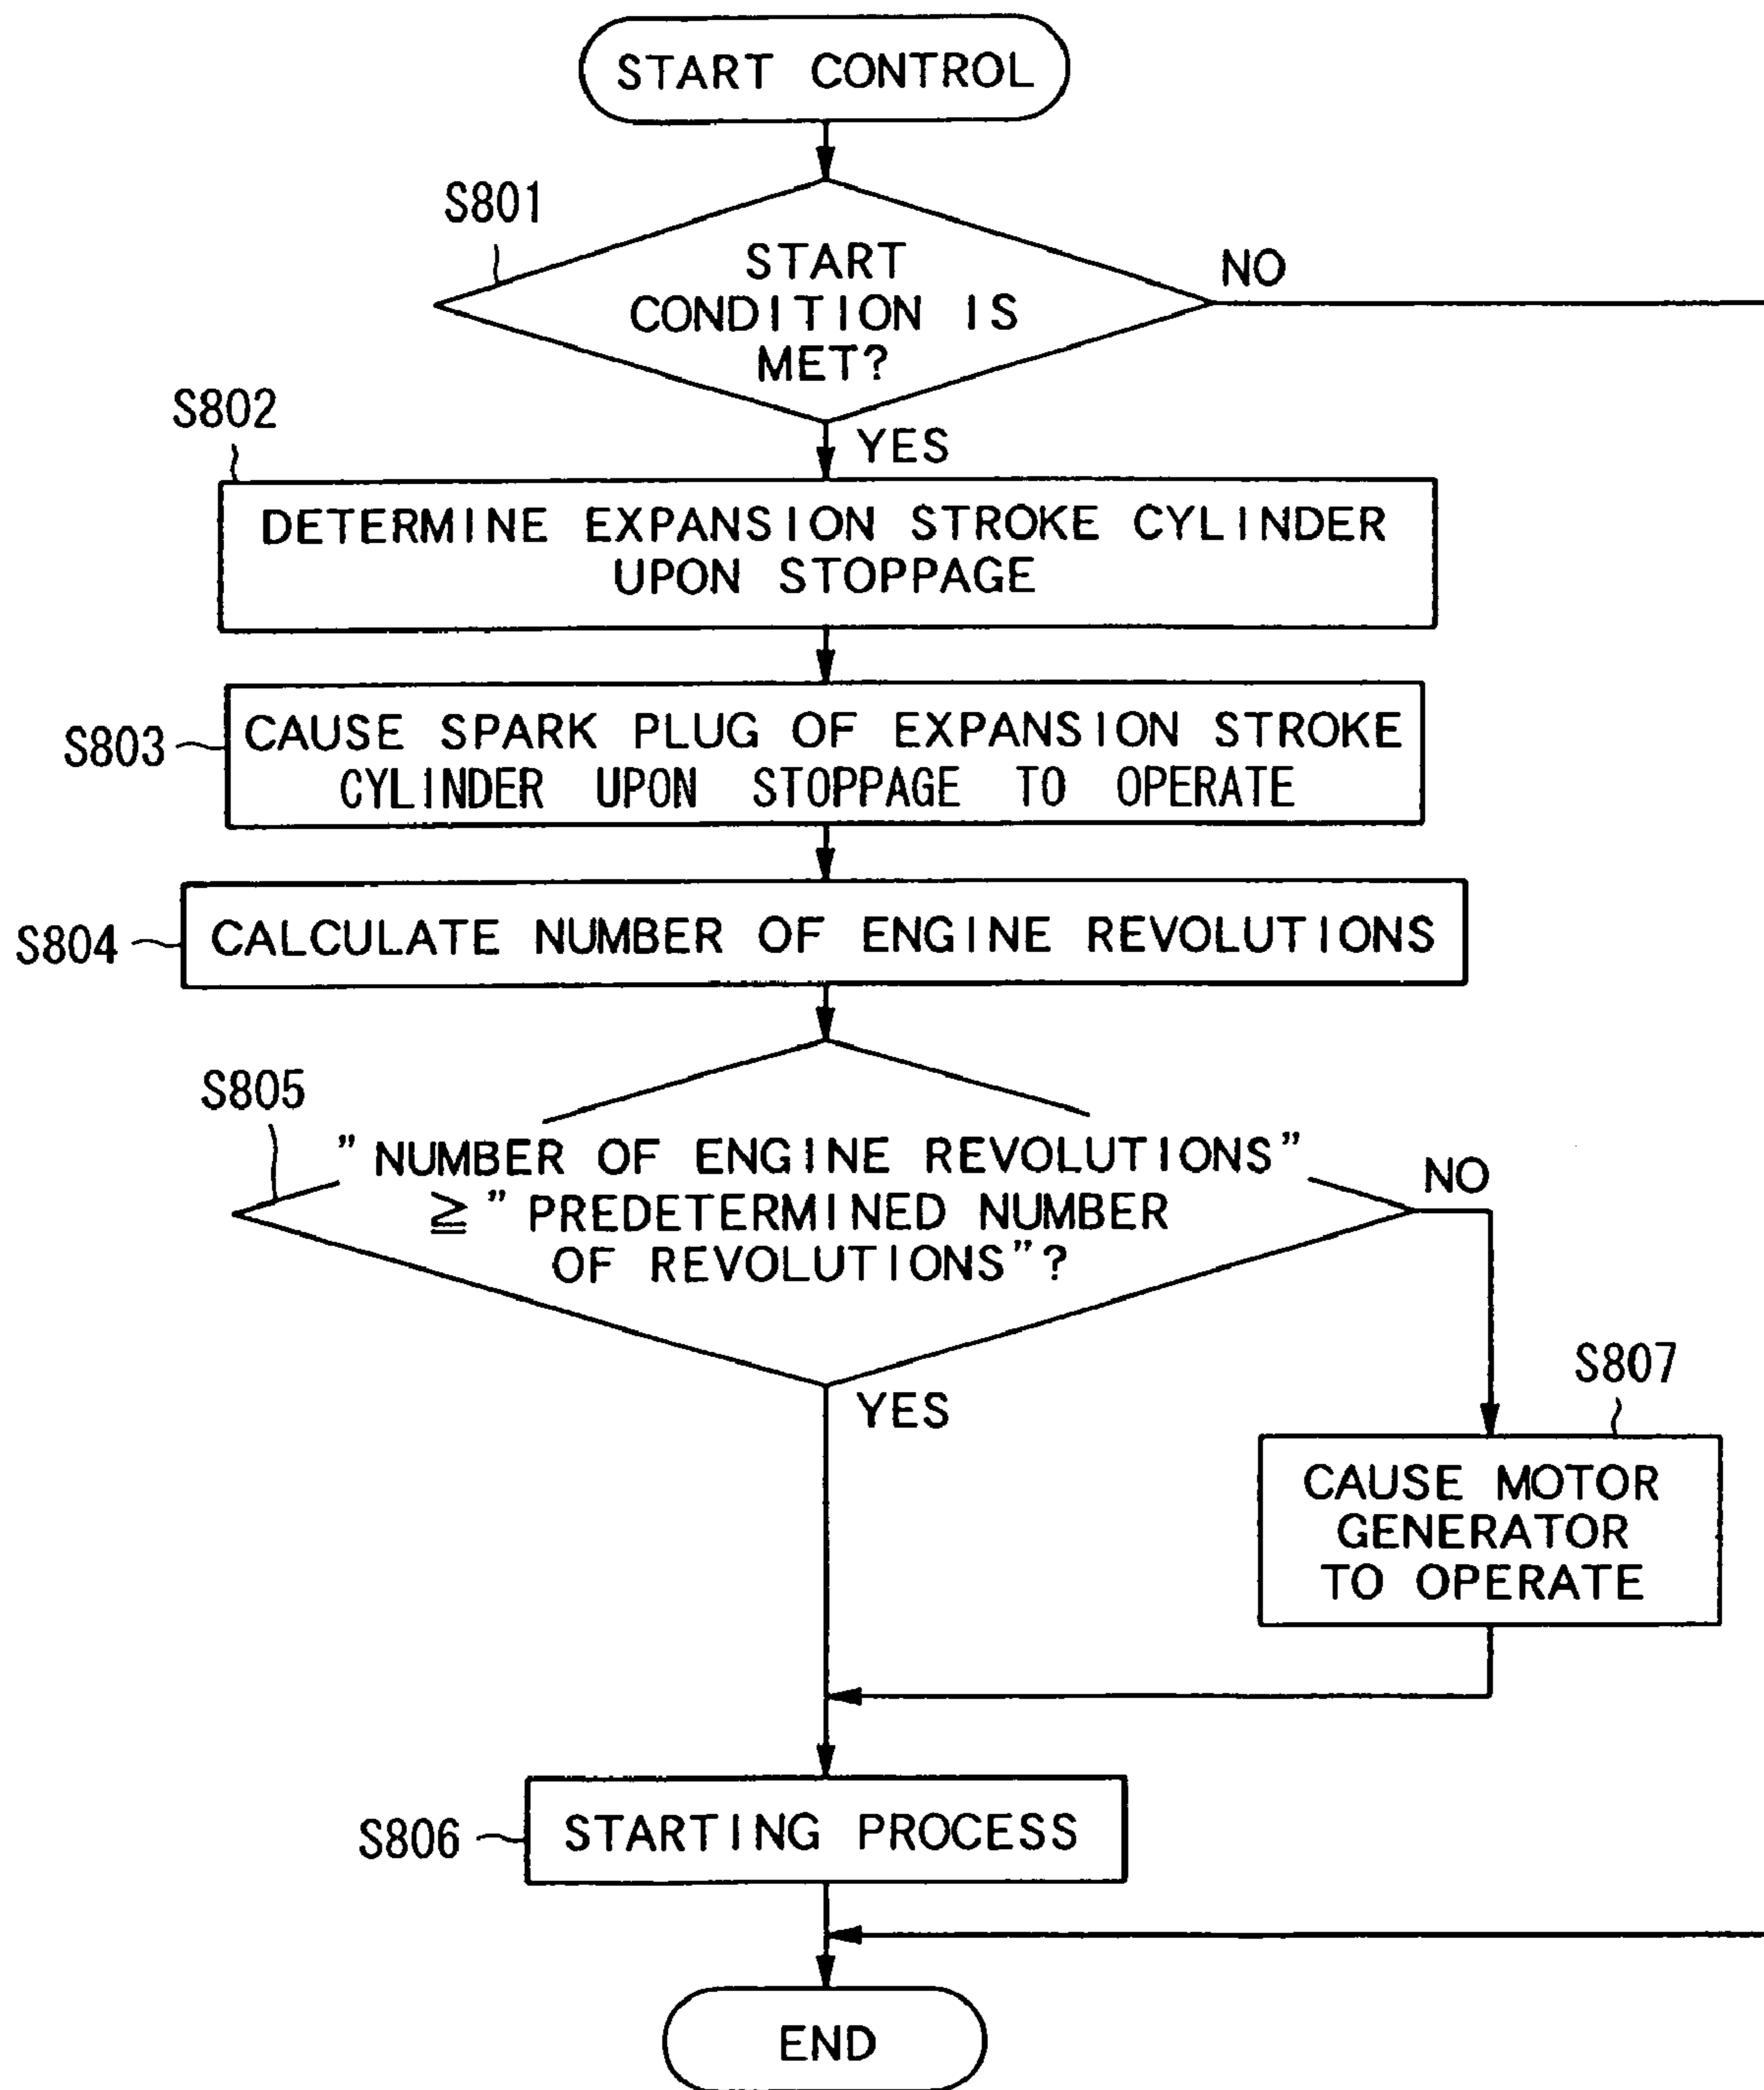 START CONTROL
S801
START
CONDITION IS
MET?
NO
YES
S802
DETERMINE EXPANSION STROKE CYLINDER
UPON STOPPAGE
S803
CAUSE SPARK PLUG OF EXPANSION STROKE
CYLINDER UPON STOPPAGE TO OPERATE
S804
CALCULATE NUMBER OF ENGINE REVOLUTIONS
S805
" NUMBER OF ENGINE REVOLUTIONS"
≧ " PREDETERMINED NUMBER
OF REVOLUTIONS"?
NO
YES
S807
CAUSE MOTOR
GENERATOR
TO OPERATE
S806
STARTING PROCESS
END